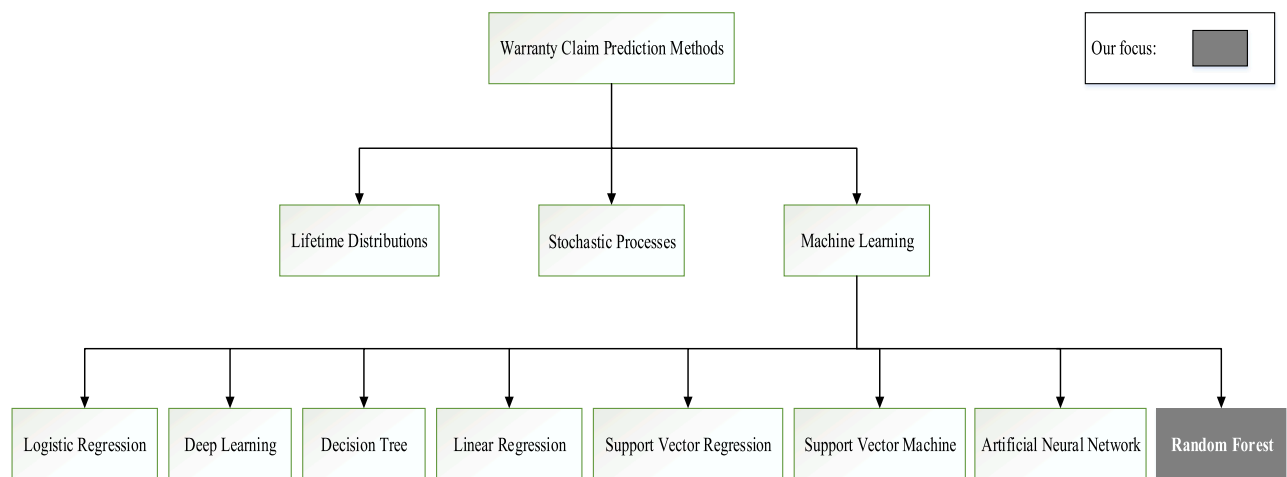 Warranty Claim Prediction Methods
Our focus:
Lifetime Distributions
Stochastic Processes
Machine Learning
Logistic Regression
Deep Learning
Decision Tree
Linear Regression
Support Vector Regression
Support Vector Machine
Artificial Neural Network
Random Forest